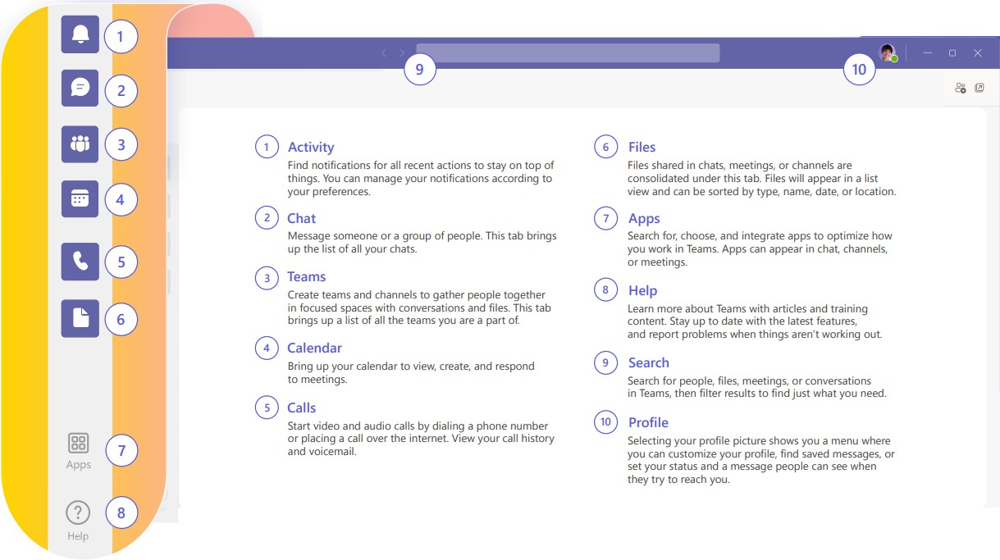 1
2
3
4
5
6
7
Apps
8
Help
9
10
1 Activity
Find notifications for all recent actions to stay on top of
things. You can manage your notifications according to
your preferences.
2 Chat
Message someone or a group of people. This tab brings
up the list of all your chats.
3 Teams
Create teams and channels to gather people together
in focused spaces with conversations and files. This tab
brings up a list of all the teams you are a part of.
4 Calendar
Bring up your calendar to view, create, and respond
to meetings.
5 Calls
Start video and audio calls by dialing a phone number
or placing a call over the internet. View your call history
and voicemail.
6 Files
Files shared in chats, meetings, or channels are
consolidated under this tab. Files will appear in a list
view and can be sorted by type, name, date, or location.
7 Apps
Search for, choose, and integrate apps to optimize how
you work in Teams. Apps can appear in chat, channels,
or meetings.
8 Help
Learn more about Teams with articles and training
content. Stay up to date with the latest features,
and report problems when things aren’t working out.
9 Search
Search for people, files, meetings, or conversations
in Teams, then filter results to find just what you need.
10 Profile
Selecting your profile picture shows you a menu where
you can customize your profile, find saved messages, or
set your status and a message people can see when
they try to reach you.